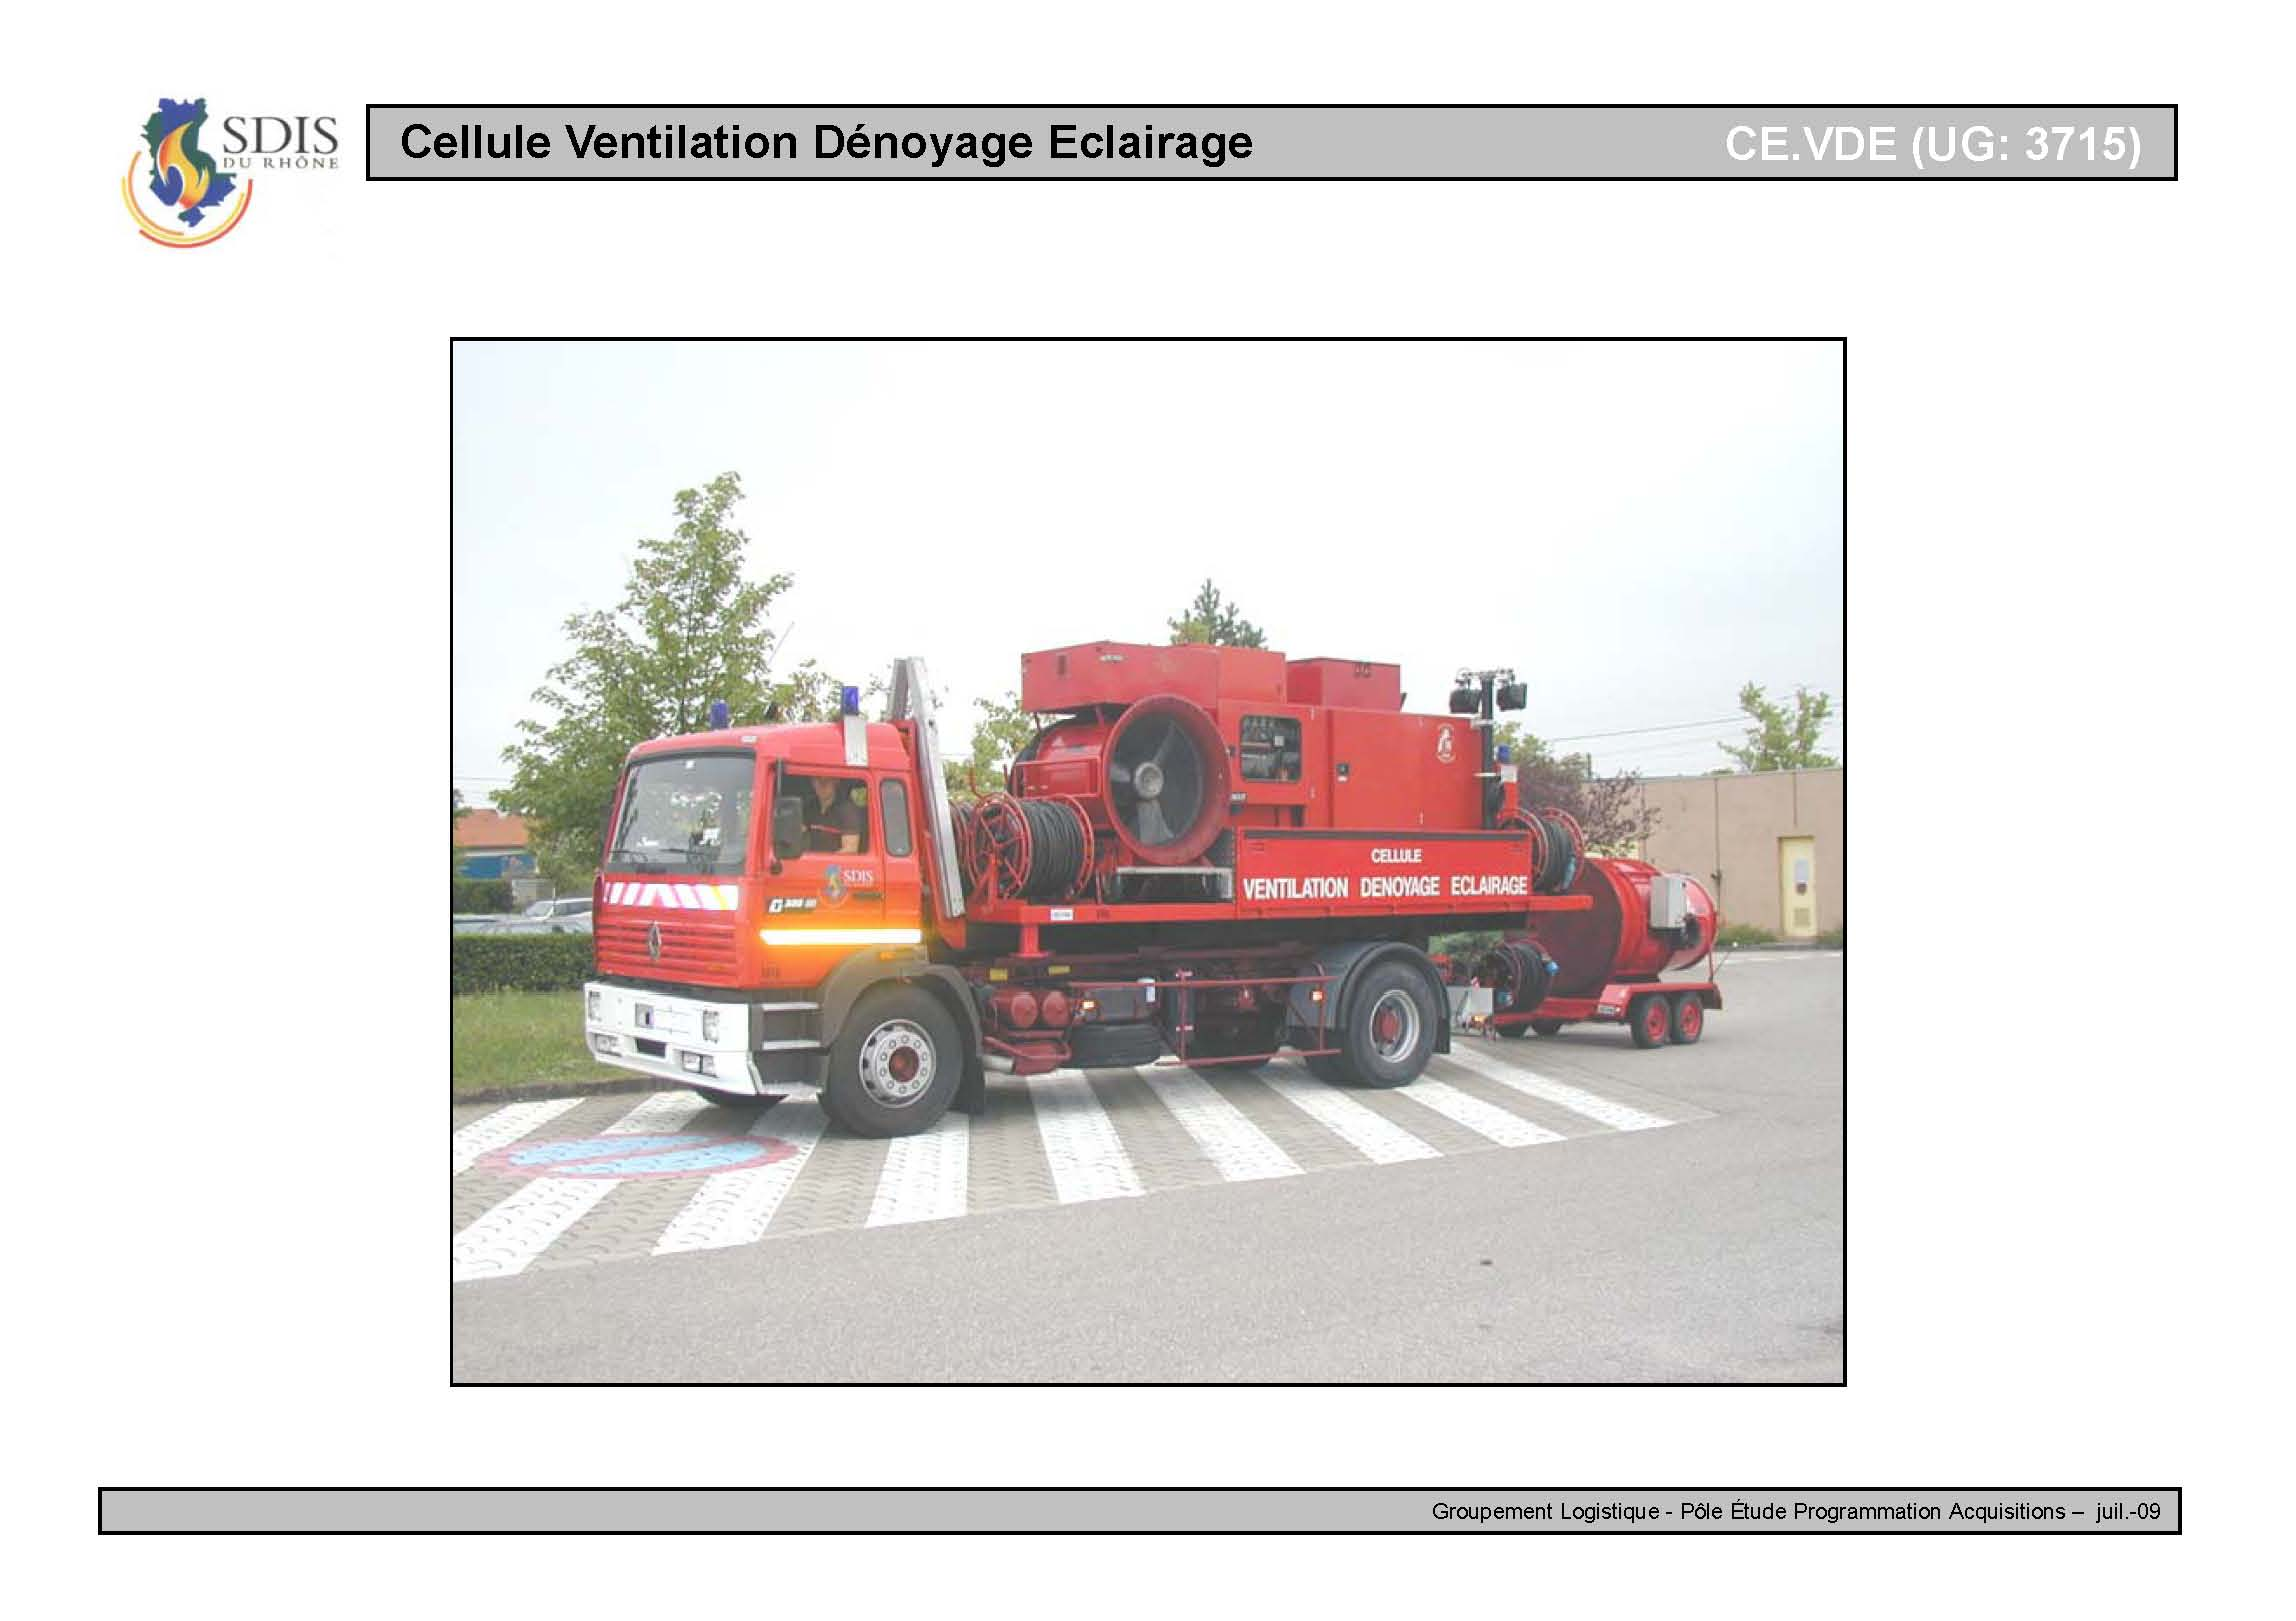 SDIS
DU RHÔNE
Cellule Ventilation Dénoyage Eclairage
CE.VDE (UG: 3715)
SDIS
CELLULE
VENTILATION DENOYAGE ECLAIRAGE
Groupement Logistique - Pôle Étude Programmation Acquisitions – juil.-09